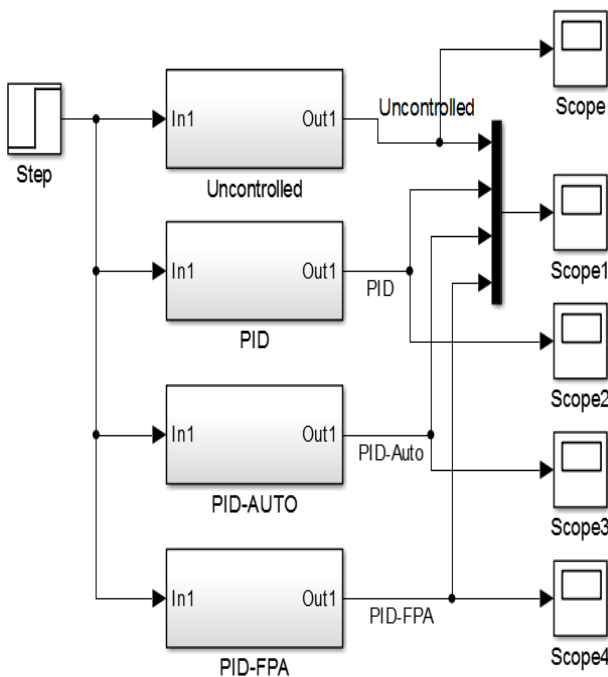 Step
In1
Out1
Uncontrolled
Uncontrolled
Scope
Scope1
In1
Out1
PID
PID
Scope2
In1
Out1
PID-Auto
PID-AUTO
Scope3
In1
Out1
PID-FPA
PID-FPA
Scope4